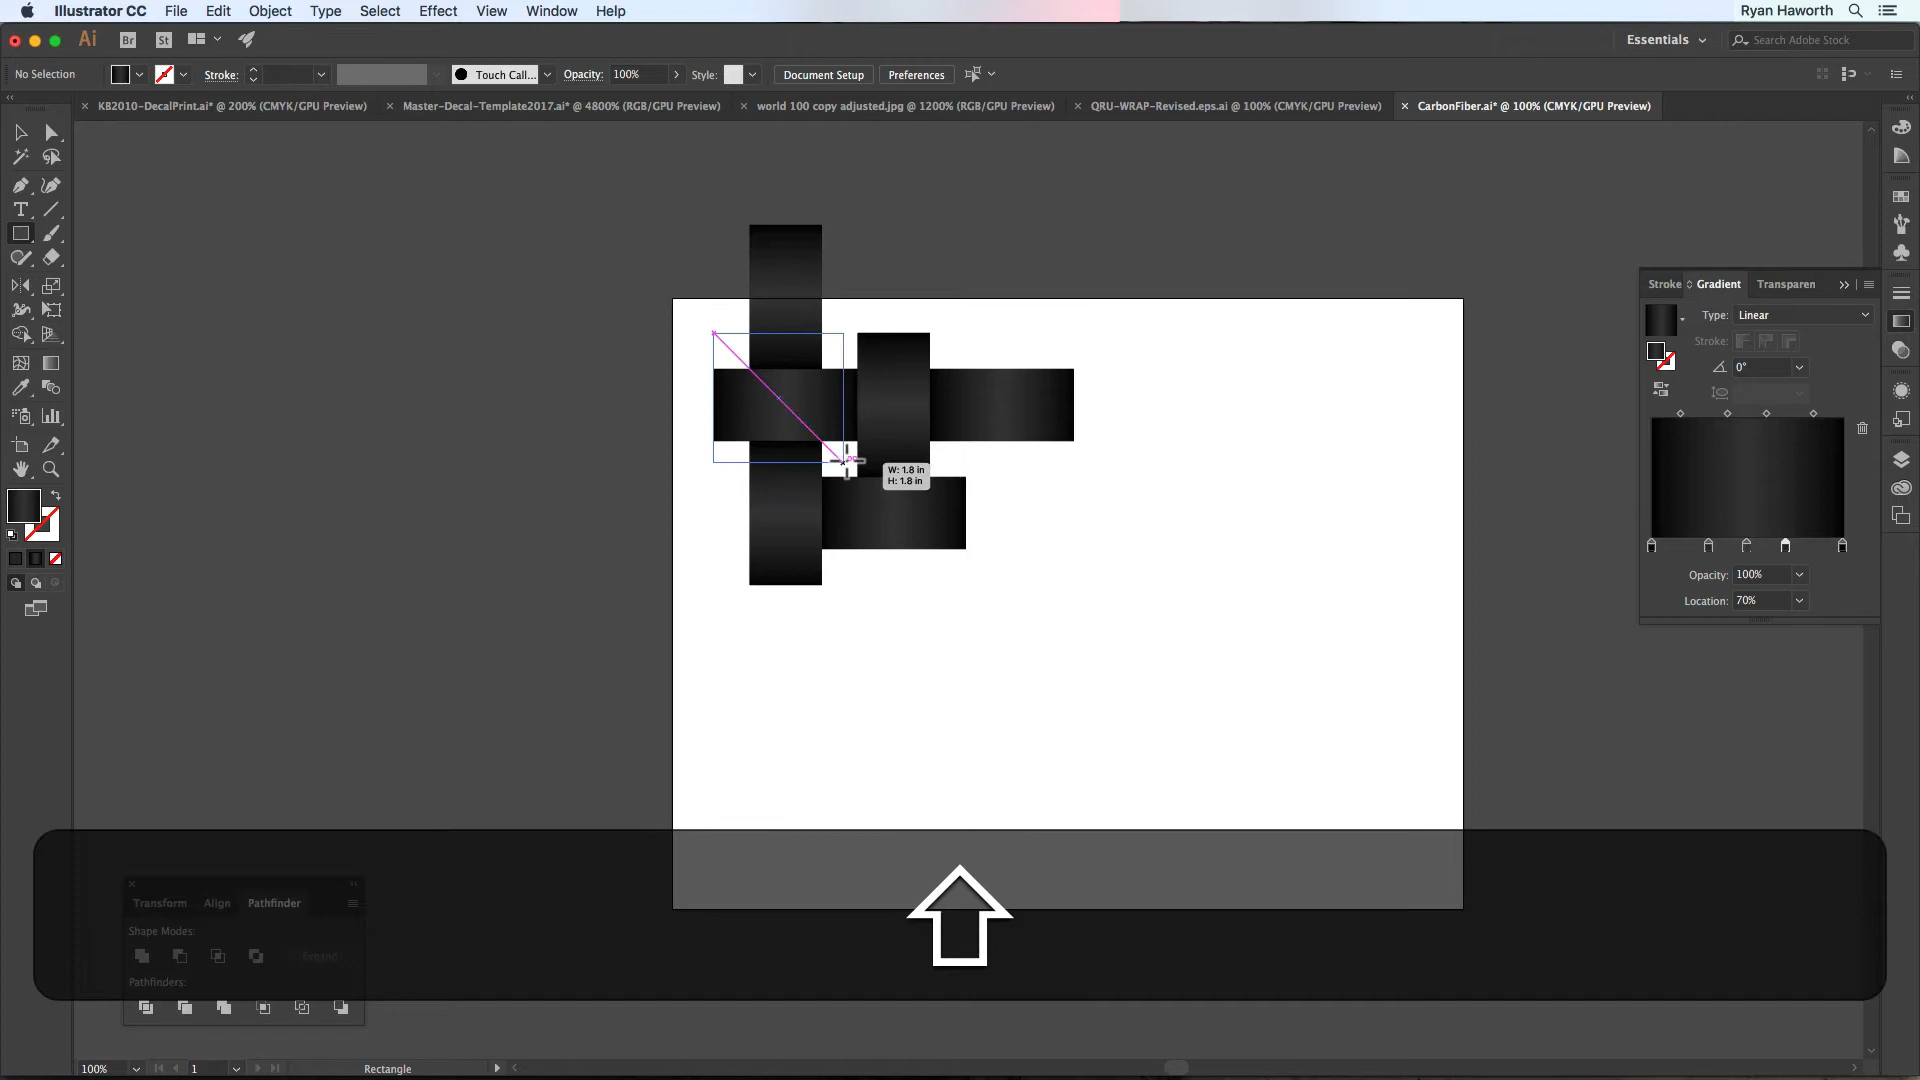 Illustrator CC File Edit Object Type Select Effect View Window Help Ryan Haworth
Ai Br St Essentials Search Adobe Stock
No Selection Stroke: Touch Call... Opacity: 100% Style: Document Setup Preferences
KB2010-DecalPrint.ai* @ 200% (CMYK/GPU Preview) Master-Decal-Template2017.ai* @ 4800% (RGB/GPU Preview) world 100 copy adjusted.jpg @ 1200% (RGB/GPU Preview) QRU-WRAP-Revised.eps.ai @ 100% (CMYK/GPU Preview) CarbonFiber.ai* @ 100% (CMYK/GPU Preview)
Stroke Gradient Transparen
Type: Linear
Stroke:
0°
W: 1.8 in
H: 1.8 in
Opacity: 100%
Location: 70%
Transform Align Pathfinder
Shape Modes:
Expand
Pathfinders:
100% 1 Rectangle